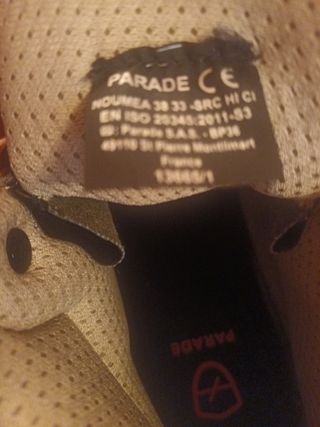 PARADE CE
NOUMEA 38 33 -SRC HI CI
EN ISO 20345:2011-S3
Parade S.A.S. - BP36
49110 St Pierre Montlimart
France
PARADE